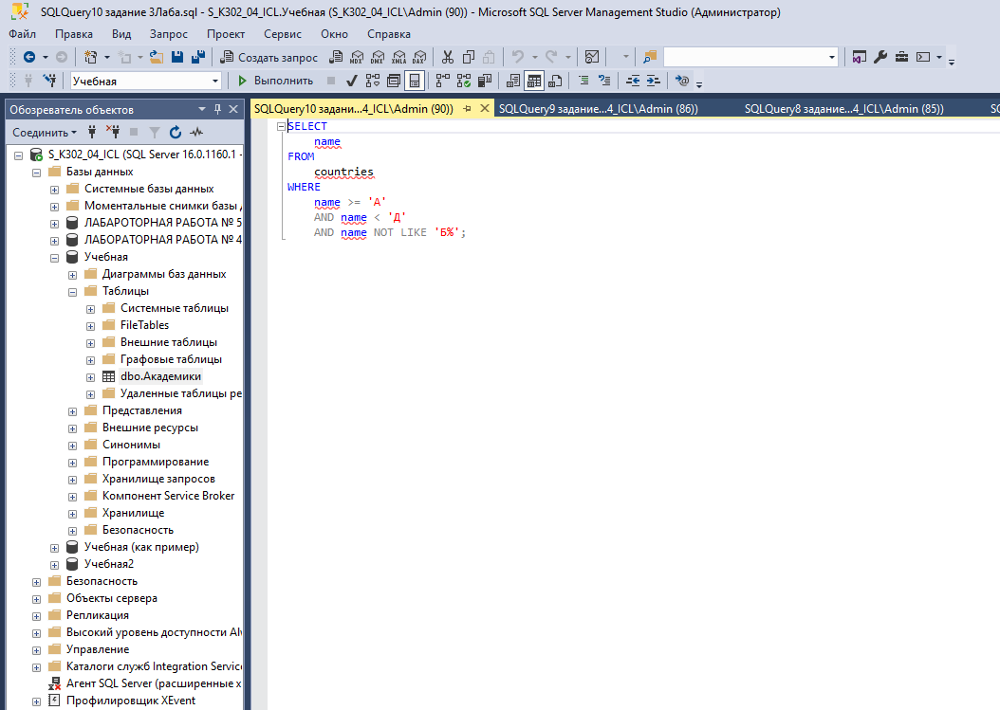 SQLQuery10 задание 3Лаба.sql - S_K302_04_ICL.Учебная (S_K302_04_ICL\Admin (90)) - Microsoft SQL Server Management Studio (Администратор)
Файл Правка Вид Запрос Проект Сервис Окно Справка
Создать запрос MDX DMX XMLA DAX
Учебная Выполнить
Обозреватель объектов
SQLQuery10 задани...4_ICL\Admin (90)) SQLQuery9 задание...4_ICL\Admin (86)) SQLQuery8 задание...4_ICL\Admin (85))
Соединить
S_K302_04_ICL (SQL Server 16.0.1160.1 -
Базы данных
Системные базы данных
Моментальные снимки базы д
ЛАБАРОТОРНАЯ РАБОТА № 5
ЛАБОРАТОРНАЯ РАБОТА № 4
Учебная
Диаграммы баз данных
Таблицы
Системные таблицы
FileTables
Внешние таблицы
Графовые таблицы
dbo.Академики
Удаленные таблицы ре
Представления
Внешние ресурсы
Синонимы
Программирование
Хранилище запросов
Компонент Service Broker
Хранилище
Безопасность
Учебная (как пример)
Учебная2
Безопасность
Объекты сервера
Репликация
Высокий уровень доступности Al
Управление
Каталоги служб Integration Service
Агент SQL Server (расширенные х
Профилировщик XEvent
SELECT
name
FROM
countries
WHERE
name >= 'А'
AND name < 'Д'
AND name NOT LIKE 'Б%';